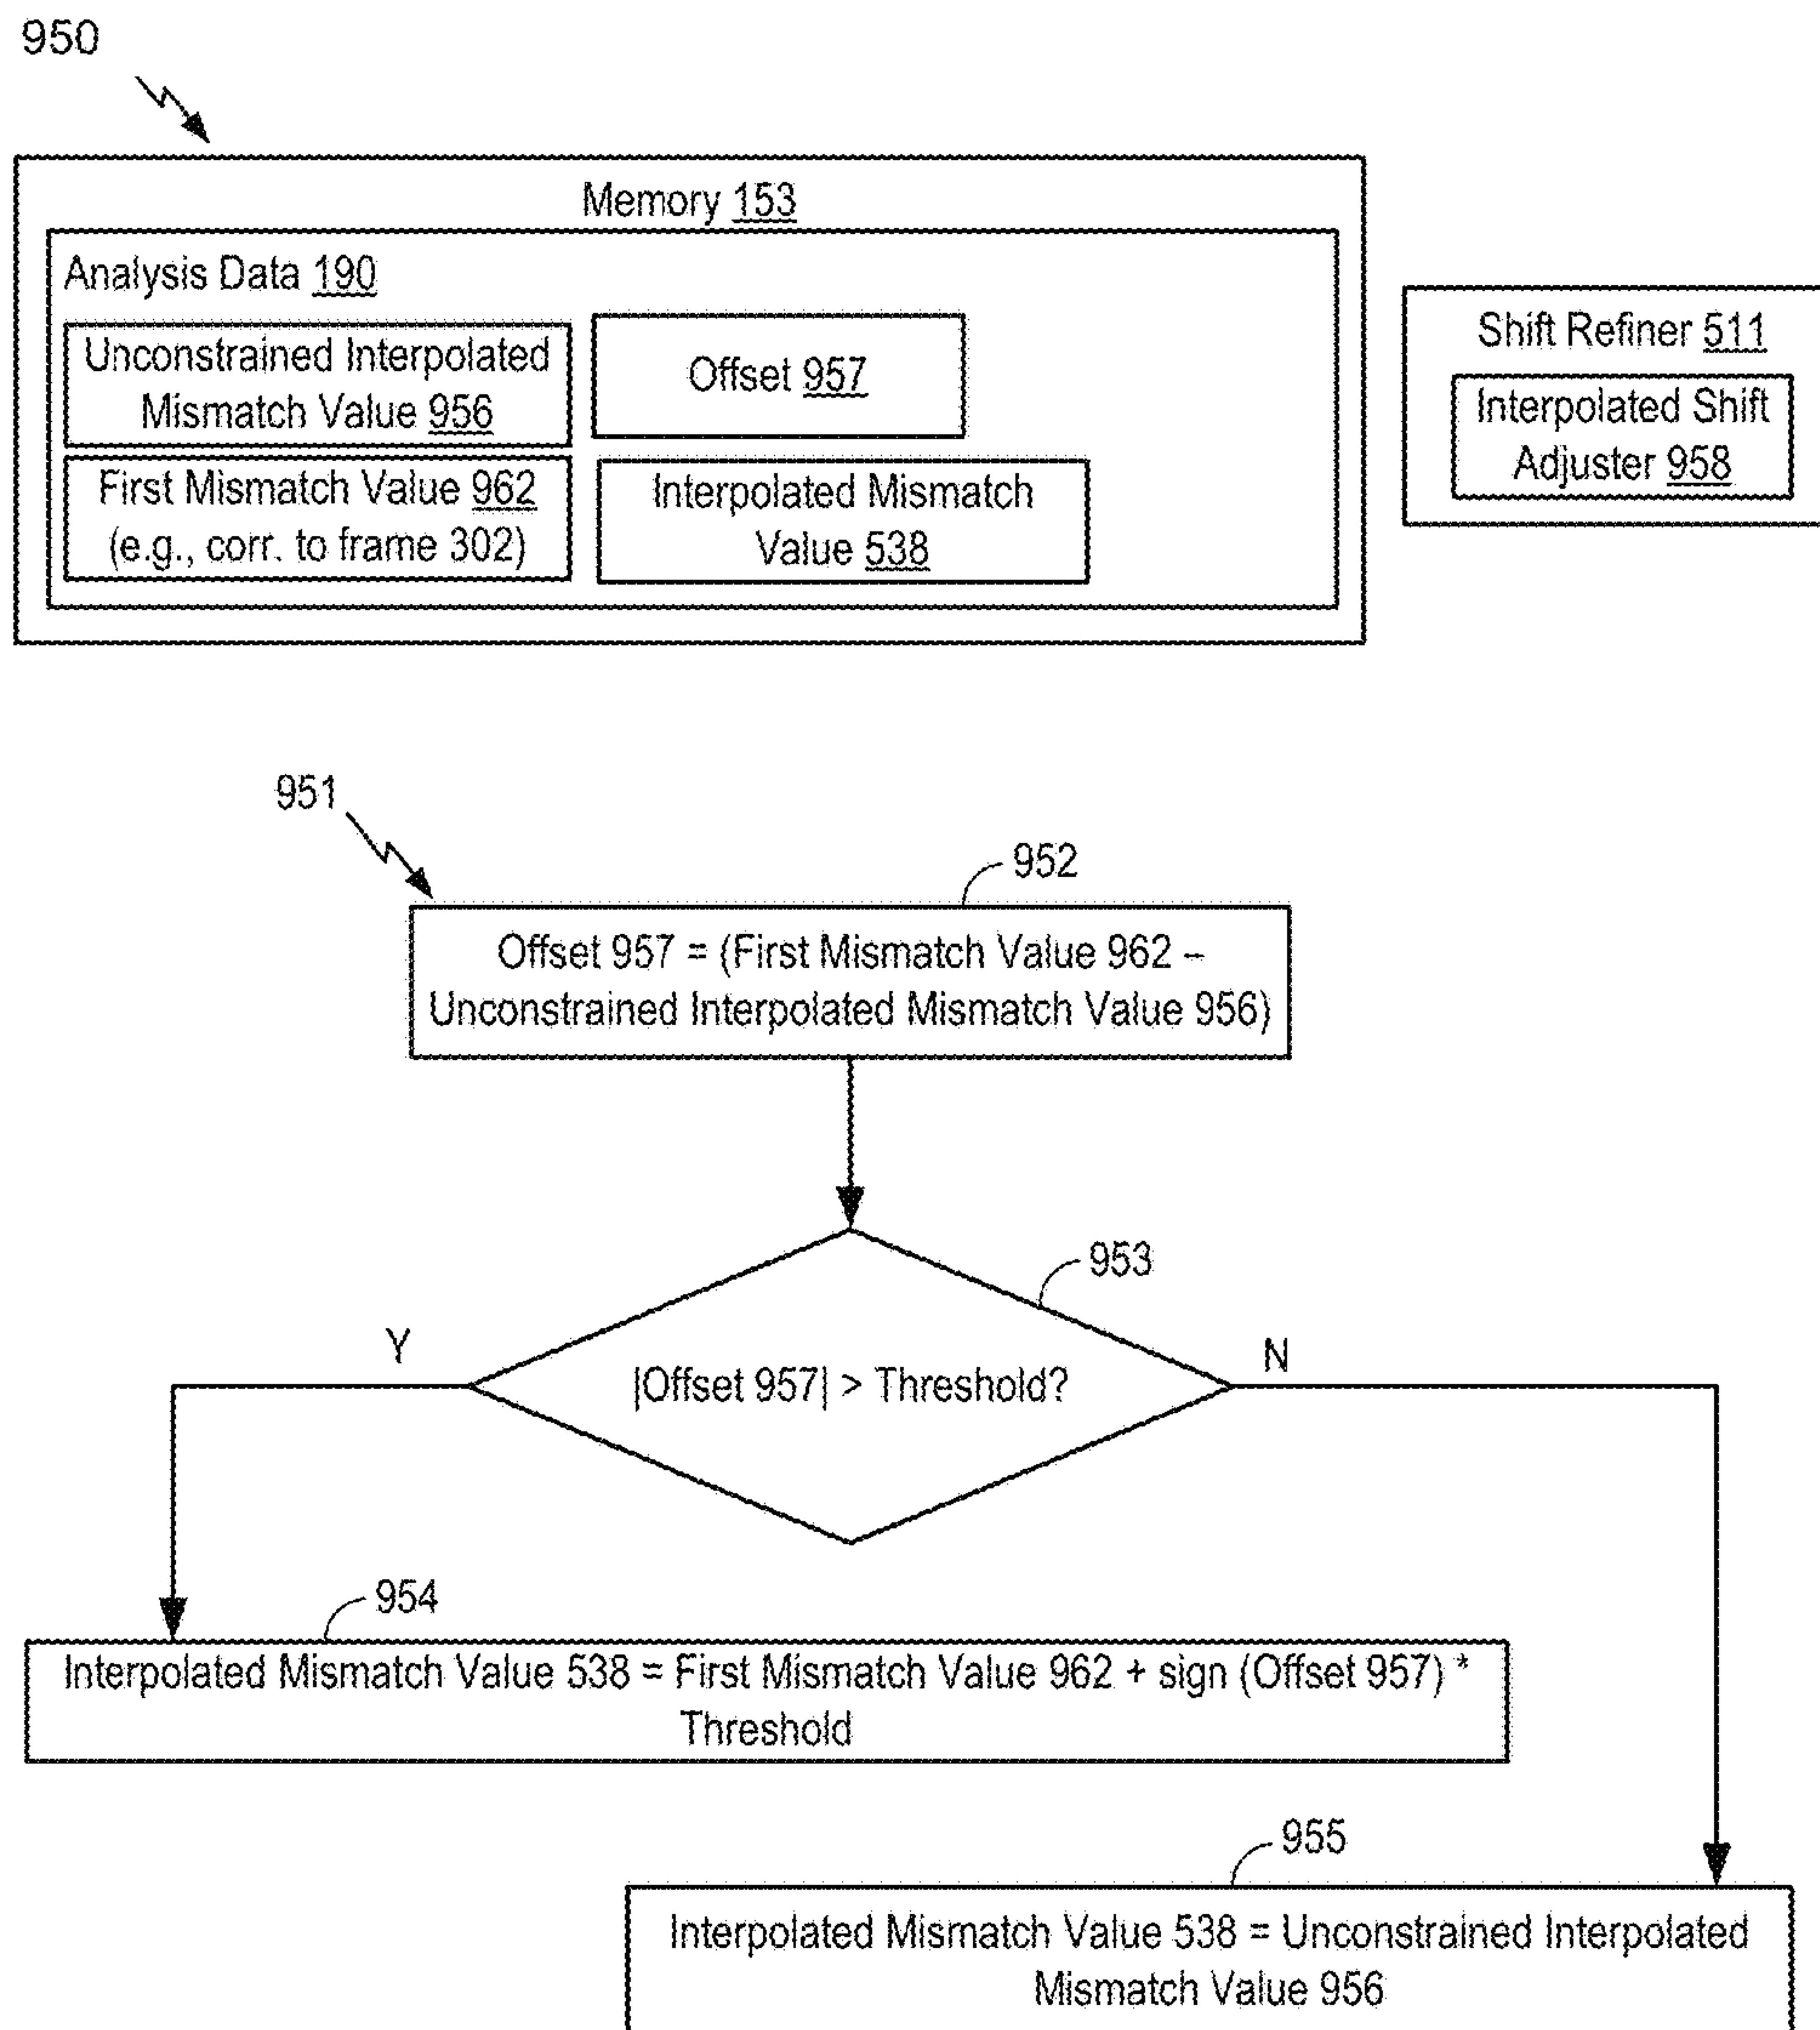 950
Memory 153
Analysis Data 190
Unconstrained Interpolated
Mismatch Value 956
Offset 957
First Mismatch Value 962
(e.g., corr. to frame 302)
Interpolated Mismatch
Value 538
Shift Refiner 511
Interpolated Shift
Adjuster 958
951
952
Offset 957 = (First Mismatch Value 962 –
Unconstrained Interpolated Mismatch Value 956)
953
Y
|Offset 957| > Threshold?
N
954
Interpolated Mismatch Value 538 = First Mismatch Value 962 + sign (Offset 957) *
Threshold
955
Interpolated Mismatch Value 538 = Unconstrained Interpolated
Mismatch Value 956